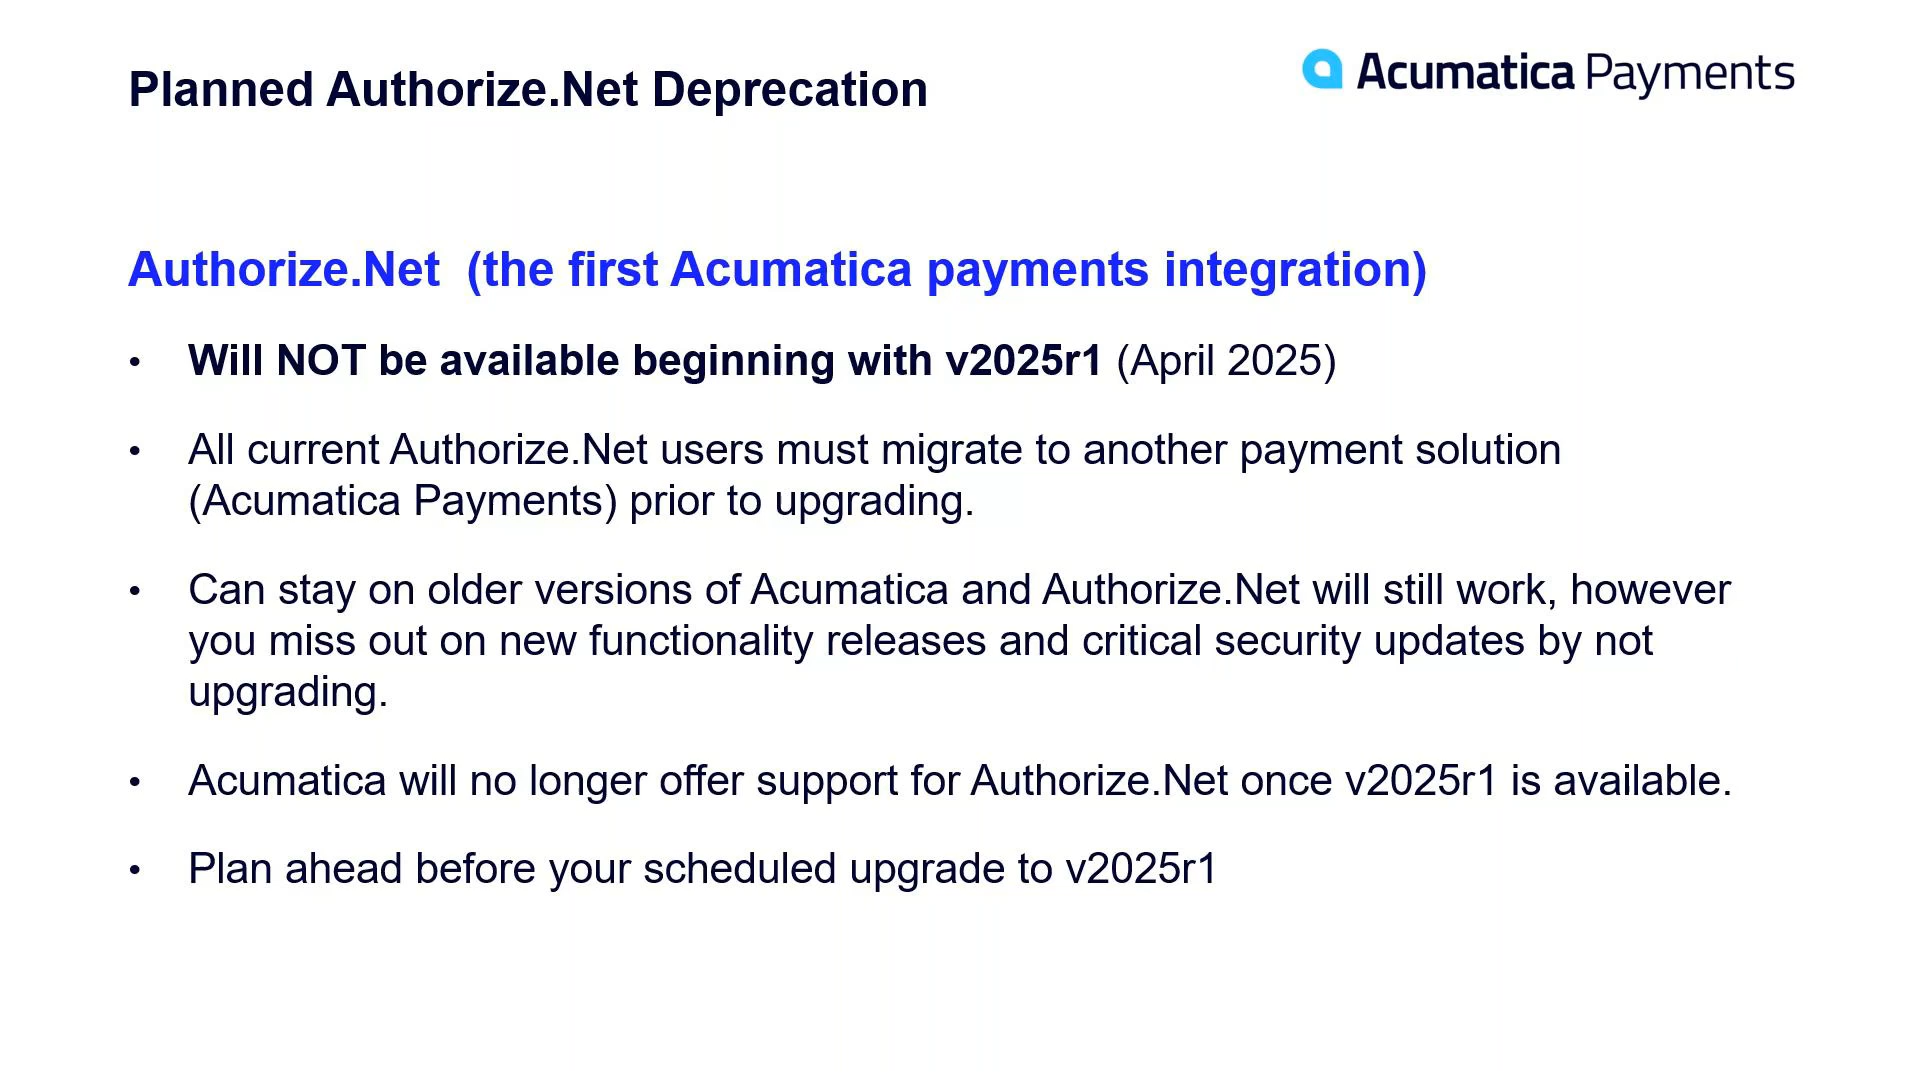 Planned Authorize.Net Deprecation
Acumatica Payments
Authorize.Net (the first Acumatica payments integration)
• Will NOT be available beginning with v2025r1 (April 2025)
• All current Authorize.Net users must migrate to another payment solution
(Acumatica Payments) prior to upgrading.
• Can stay on older versions of Acumatica and Authorize.Net will still work, however
you miss out on new functionality releases and critical security updates by not
upgrading.
• Acumatica will no longer offer support for Authorize.Net once v2025r1 is available.
• Plan ahead before your scheduled upgrade to v2025r1